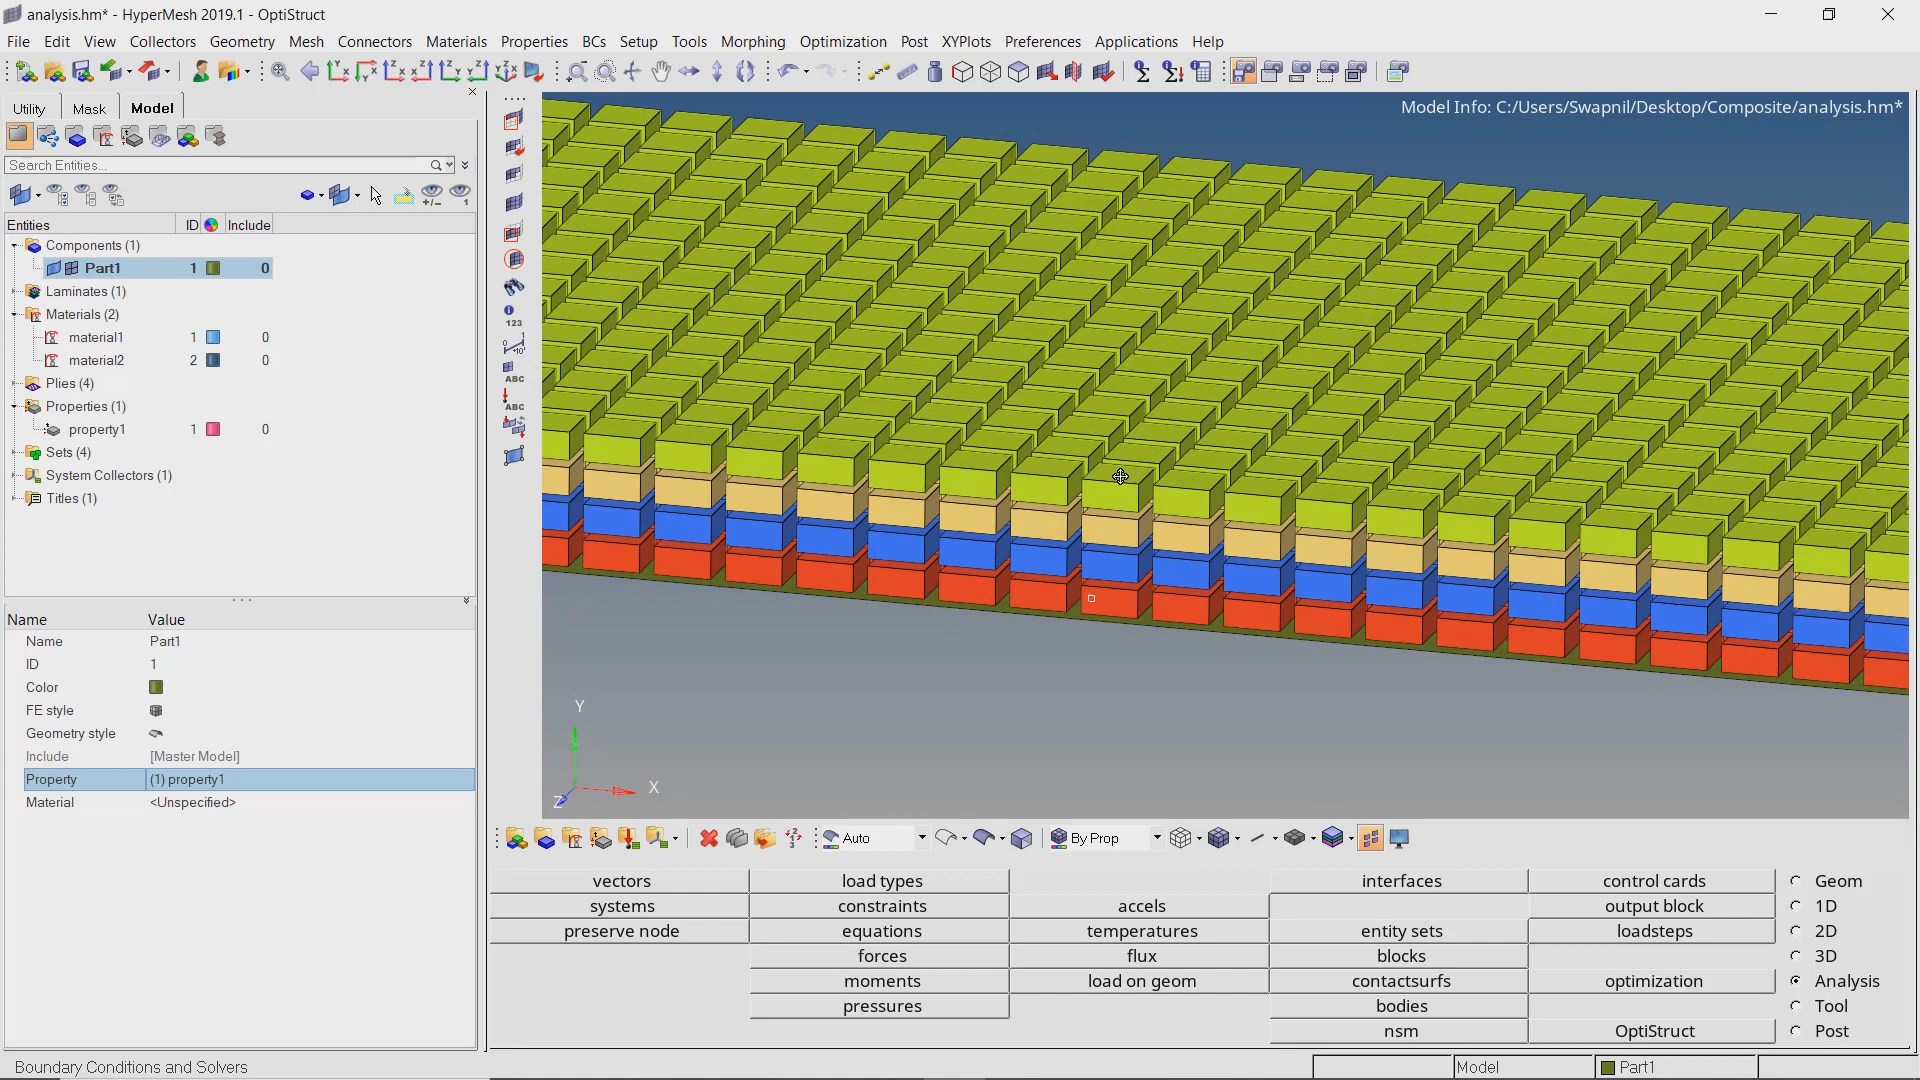 analysis.hm* - HyperMesh 2019.1 - OptiStruct
File Edit View Collectors Geometry Mesh Connectors Materials Properties BCs Setup Tools Morphing Optimization Post XYPlots Preferences Applications Help
Utility Mask Model
Model Info: C:/Users/Swapnil/Desktop/Composite/analysis.hm*
Search Entities...
Entities ID Include
Components (1)
Part1 1 0
Laminates (1)
Materials (2)
material1 1 0
material2 2 0
Plies (4)
Properties (1)
property1 1 0
Sets (4)
System Collectors (1)
Titles (1)
123
ABC
ABC
Name Value
Name Part1
ID 1
Color
FE style
Geometry style
Include [Master Model]
Property (1) property1
Material <Unspecified>
Y
X
Z
Auto By Prop
vectors load types interfaces control cards Geom
systems constraints accels output block 1D
preserve node equations temperatures entity sets loadsteps 2D
forces flux blocks 3D
moments load on geom contactsurfs optimization Analysis
pressures bodies Tool
nsm OptiStruct Post
Boundary Conditions and Solvers Model Part1